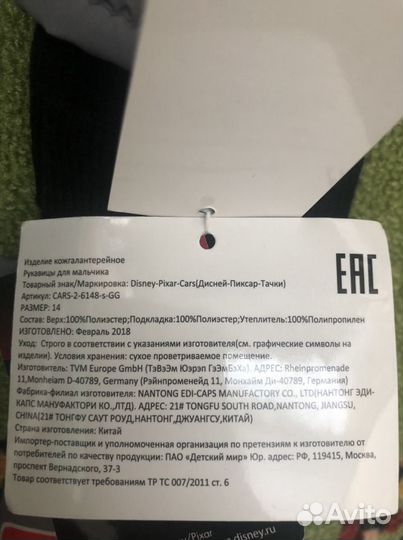 Изделие кожгалантерейное
Рукавицы для мальчика
Товарный знак/Маркировка: Disney-Pixar-Cars(Дисней-Пиксар-Тачки)
Артикул: CARS-2-6148-s-GG
РАЗМЕР: 14
Состав: Верх:100%Полиэстер;Подкладка:100%Полиэстер;Утеплитель:100%Полипропилен
ИЗГОТОВЛЕНО: Февраль 2018
Уход: Строго в соответствии с указаниями изготовителя(см. графические символы на
изделии). Условия хранения: сухое проветриваемое помещение.
Изготовитель: TVM Europe GmbH (ТвВэЭм Юэрэп ГэЭмБэХа). АДРЕС: Rheinpromenade
11,Monheiam D-40789, Germany (Рэйнпроменейд 11, Монхайм Ди-40789, Германия)
Фабрика-филиал изготовителя: NANTONG EDI-CAPS MANUFACTORY CO., LTD(НАНТОНГ ЭДИ-
КАПС МАНУФАКТОРИ КО.,ЛТД). АДРЕС: 21# TONGFU SOUTH ROAD,NANTONG, JIANGSU,
CHINA(21# ТОНГФУ САУТ РОУД,НАНТОНГ,ДЖУАНГСУ,КИТАЙ)
Страна изготовления: Китай
Импортер-поставщик и уполномоченная организация по претензиям к изготовителю от
потребителей по качеству продукции: ПАО «Детский мир» Юр. адрес: РФ, 119415, Москва,
проспект Вернадского, 37-3
Товар соответствует требованиям ТР ТС 007/2011 ст. 6
EAC
y/Pixar
.disney.ru
Avito